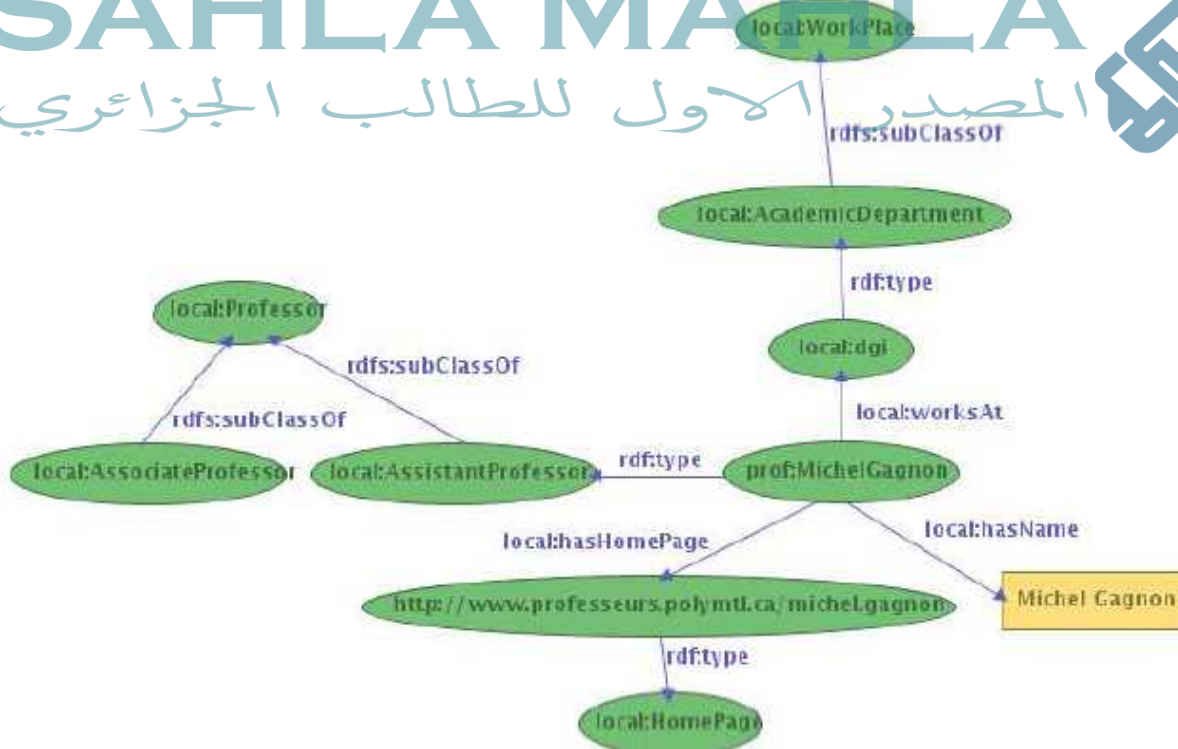 SAHLA MAHLA
المصدر الاول للطالب الجزائري
local:WorkPlace
rdfs:subClassOf
local:AcademicDepartment
rdf:type
local:Professor
local:dgi
rdfs:subClassOf
local:worksAt
rdfs:subClassOf
local:AssociateProfessor
local:AssistantProfessor
rdf:type
prof:MichelGagnon
local:hasHomePage
local:hasName
http://www.professeurs.polymtl.ca/michel.gagnon
Michel Gagnon
rdf:type
local:HomePage